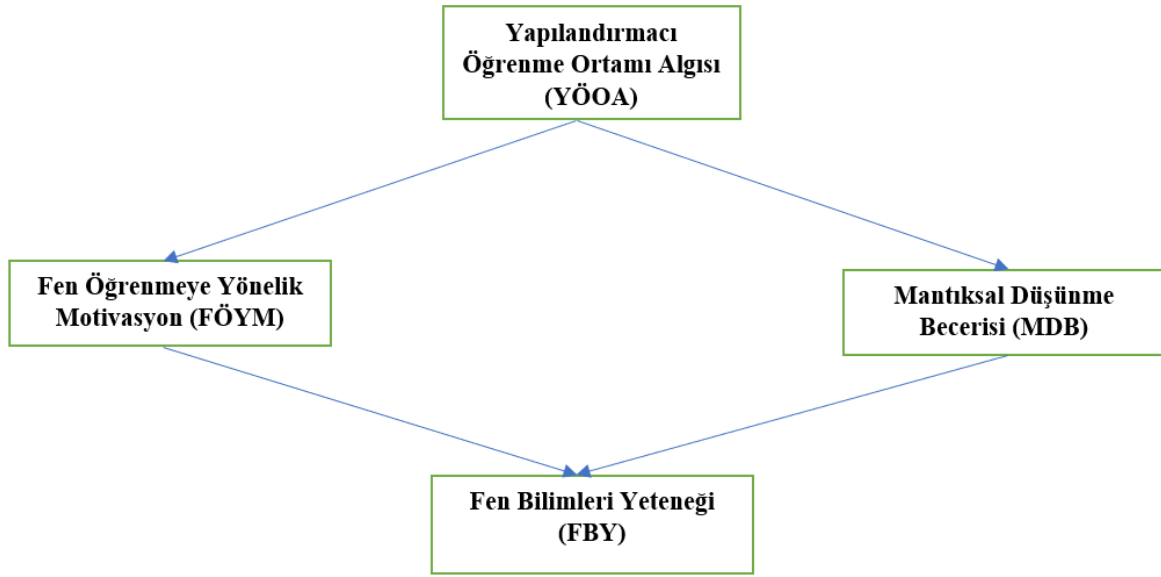 Yapılandırmacı
Öğrenme Ortamı Algısı
(YÖOA)
Fen Öğrenmeye Yönelik
Motivasyon (FÖYM)
Mantıksal Düşünme
Becerisi (MDB)
Fen Bilimleri Yeteneği
(FBY)